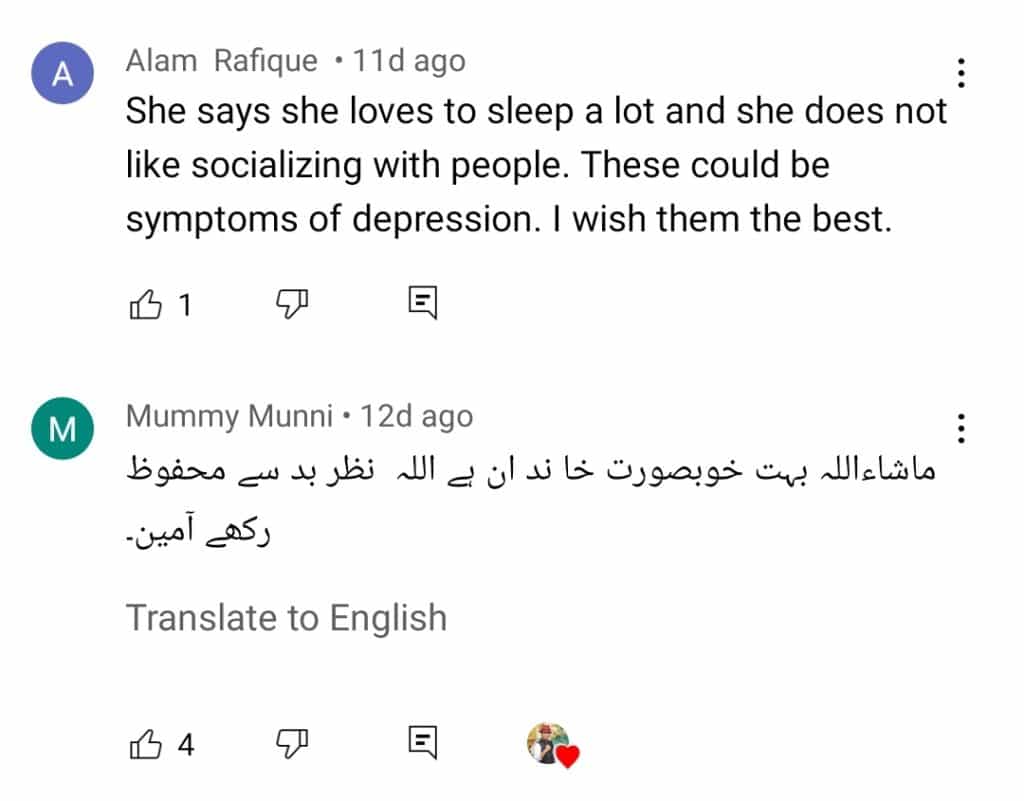 A
Alam Rafique • 11d ago
She says she loves to sleep a lot and she does not
like socializing with people. These could be
symptoms of depression. I wish them the best.
1
M
Mummy Munni • 12d ago
ماشاءاللہ بہت خوبصورت خا ند ان ہے اللہ نظر بد سے محفوظ
رکھے آمین۔
Translate to English
4